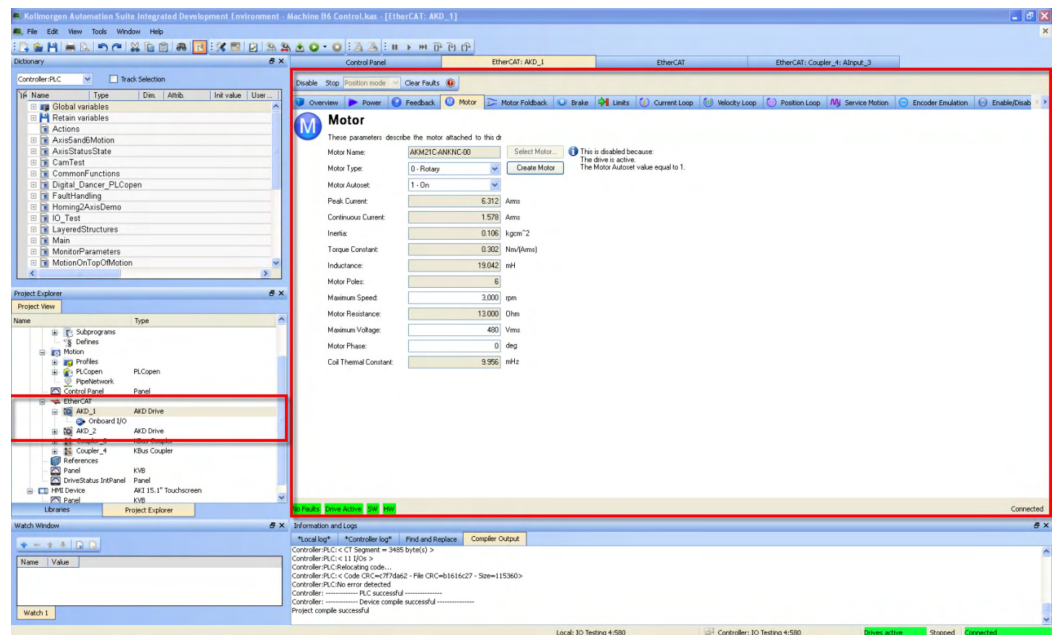 Kollmorgen Automation Suite Integrated Development Environment - Machine I16 Control.kas - [EtherCAT: AKD_1]
File Edit View Tools Window Help
Dictionary
Controller:PLC Track Selection
Name Type Dim. Attrib. Init value User...
Global variables
Retain variables
Actions
Axis5and6Motion
AxisStatusState
CamTest
CommonFunctions
Digital_Dancer_PLCopen
FaultHandling
Homing2AxisDemo
IO_Test
LayeredStructures
Main
MonitorParameters
MotionOnTopOfMotion
Project Explorer
Project View
Name Type
Subprograms
Defines
Motion
Profiles
PLCopen PLCopen
PipeNetwork
Control Panel Panel
EtherCAT
AKD_1 AKD Drive
Onboard I/O
AKD_2 AKD Drive
Coupler_3 KBus Coupler
Coupler_4 KBus Coupler
References
Panel KVB
DriveStatus IntPanel Panel
HMI Device AKI 15.1" Touchscreen
Panel KVB
Libraries Project Explorer
Watch Window
Name Value
Watch 1
Control Panel EtherCAT: AKD_1 EtherCAT EtherCAT: Coupler_4: AInput_3
Disable Stop Position mode Clear Faults
Overview Power Feedback Motor Motor Foldback Brake Limits Current Loop Velocity Loop Position Loop Service Motion Encoder Emulation Enable/Disab
Motor
These parameters describe the motor attached to this dr
Motor Name: AKM21C-ANKNC-00 Select Motor... This is disabled because:
The drive is active.
The Motor Autoset value equal to 1.
Motor Type: 0 - Rotary Create Motor
Motor Autoset: 1 - On
Peak Current: 6.312 Arms
Continuous Current: 1.578 Arms
Inertia: 0.106 kgcm^2
Torque Constant: 0.302 Nm/(Arms)
Inductance: 19.042 mH
Motor Poles: 6
Maximum Speed: 3,000 rpm
Motor Resistance: 13.000 Ohm
Maximum Voltage: 480 Vrms
Motor Phase: 0 deg
Coil Thermal Constant: 9.956 mHz
No Faults Drive Active SW HW Connected
Information and Logs
*Local log* *Controller log* Find and Replace Compiler Output
Controller:PLC:< CT Segment = 3485 byte(s) >
Controller:PLC:< 11 I/Os >
Controller:PLC:Relocating code...
Controller:PLC:< Code CRC=c7f7da62 - File CRC=b1616c27 - Size=115360>
Controller:PLC:No error detected
Controller: ------------- PLC successful ---------------
Controller: ------------- Device compile successful ---------------
Project compile successful
Local: IO Testing 4:580 Controller: IO Testing 4:580 Drives active Stopped Connected